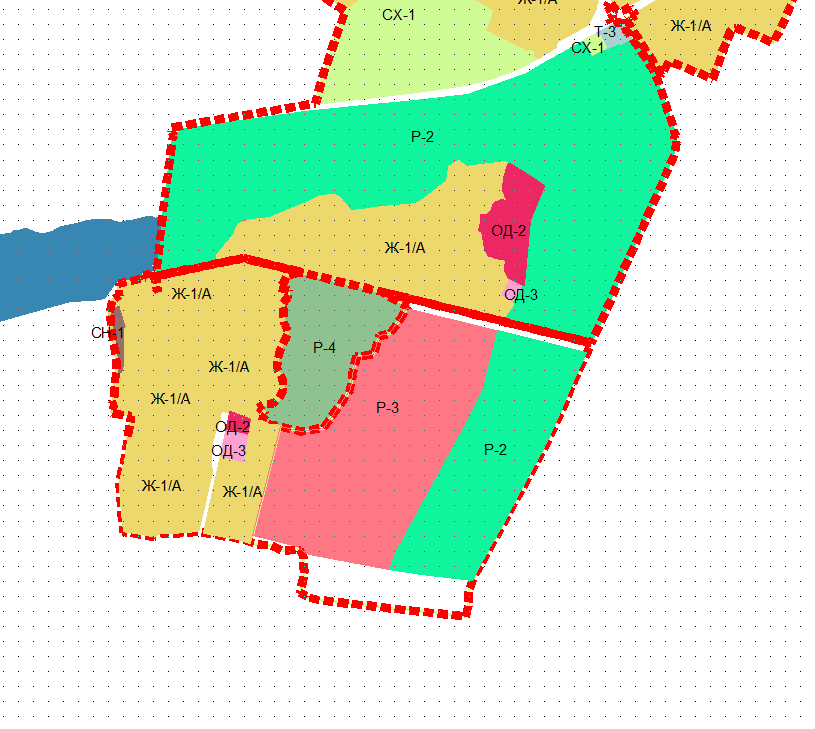 Ж-1/А
СХ-1
Ж-1/А
Т-3
СХ-1
Р-2
ОД-2
Ж-1/А
Ж-1/А
ОД-3
СН-1
Р-4
Ж-1/А
Ж-1/А
Р-3
ОД-2
ОД-3
Р-2
Ж-1/А
Ж-1/А